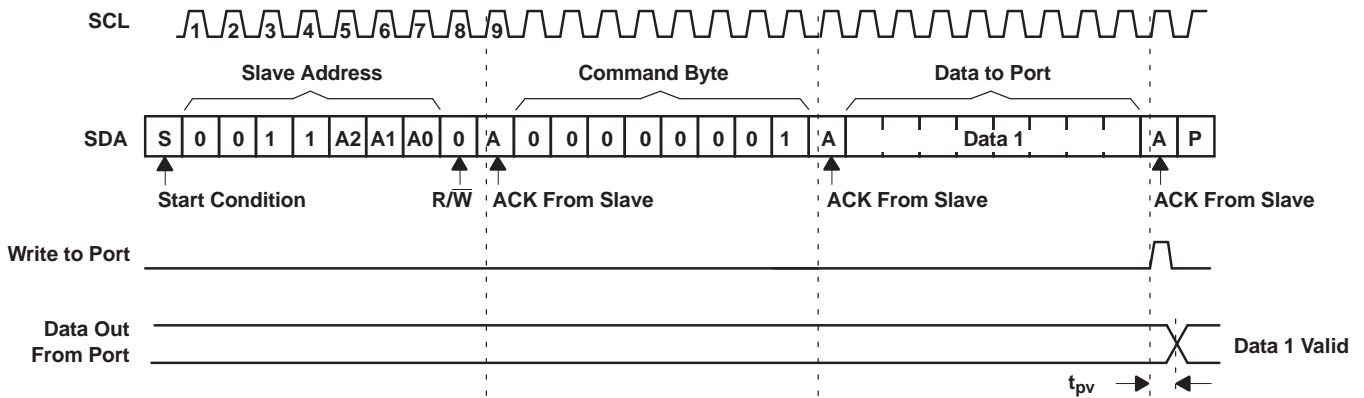 SCL 1 2 3 4 5 6 7 8 9
Slave Address Command Byte Data to Port
SDA S 0 0 1 1 A2 A1 A0 0 A 0 0 0 0 0 0 0 1 A Data 1 A P
Start Condition R/W̅ ACK From Slave ACK From Slave ACK From Slave
Write to Port
Data Out
From Port
Data 1 Valid
tpv